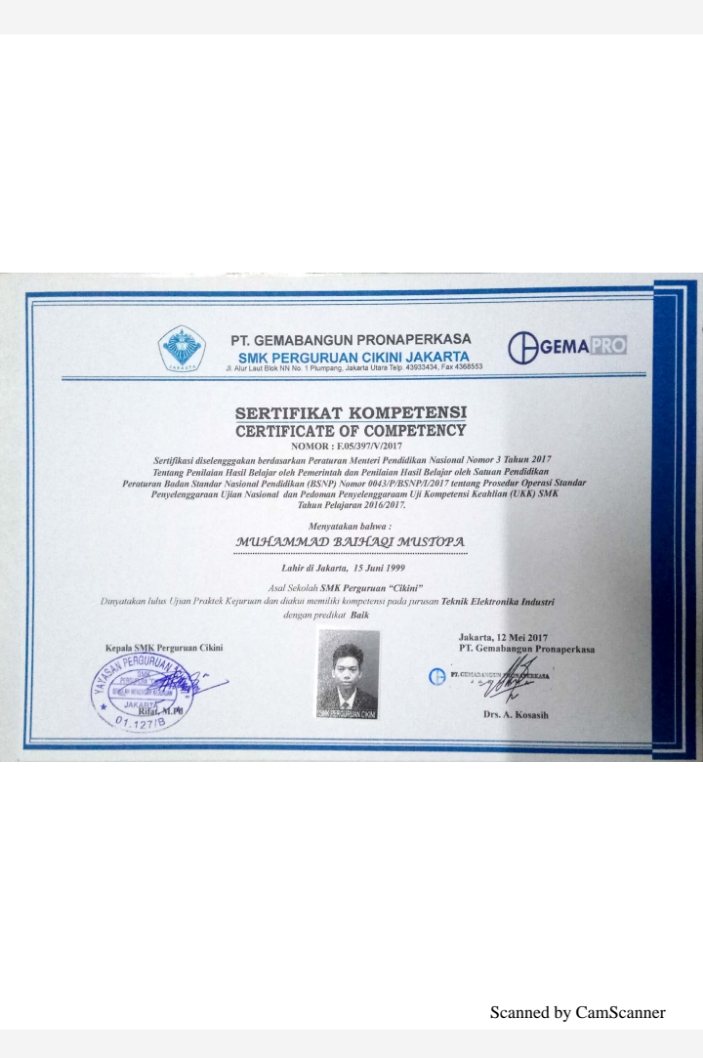 JAKARTA
PT. GEMABANGUN PRONAPERKASA
SMK PERGURUAN CIKINI JAKARTA
Jl. Alur Laut Blok NN No. 1 Plumpang, Jakarta Utara Telp. 43933434, Fax 4368553
GEMAPRO
SERTIFIKAT KOMPETENSI
CERTIFICATE OF COMPETENCY
NOMOR : F.05/397/V/2017
Sertifikasi diselengggakan berdasarkan Peraturan Menteri Pendidikan Nasional Nomor 3 Tahun 2017
Tentang Penilaian Hasil Belajar oleh Pemerintah dan Penilaian Hasil Belajar oleh Satuan Pendidikan
Peraturan Badan Standar Nasional Pendidikan (BSNP) Nomor 0043/P/BSNP/I/2017 tentang Prosedur Operasi Standar
Penyelenggaraan Ujian Nasional dan Pedoman Penyelenggaraam Uji Kompetensi Keahlian (UKK) SMK
Tahun Pelajaran 2016/2017.
Menyatakan bahwa :
MUHAMMAD BAIHAQI MUSTOPA
Lahir di Jakarta, 15 Juni 1999
Asal Sekolah SMK Perguruan "Cikini"
Dinyatakan lulus Ujian Praktek Kejuruan dan diakui memiliki kompetensi pada jurusan Teknik Elektronika Industri
dengan predikat Baik
Kepala SMK Perguruan Cikini
YAYASAN PERGURUAN
SMK
JAKARTA
01.127/B
Rifai, M.Pd
SMK PERGURUAN CIKINI
Jakarta, 12 Mei 2017
PT. Gemabangun Pronaperkasa
PT. GEMABANGUN PRONAPERKASA
Drs. A. Kosasih
Scanned by CamScanner